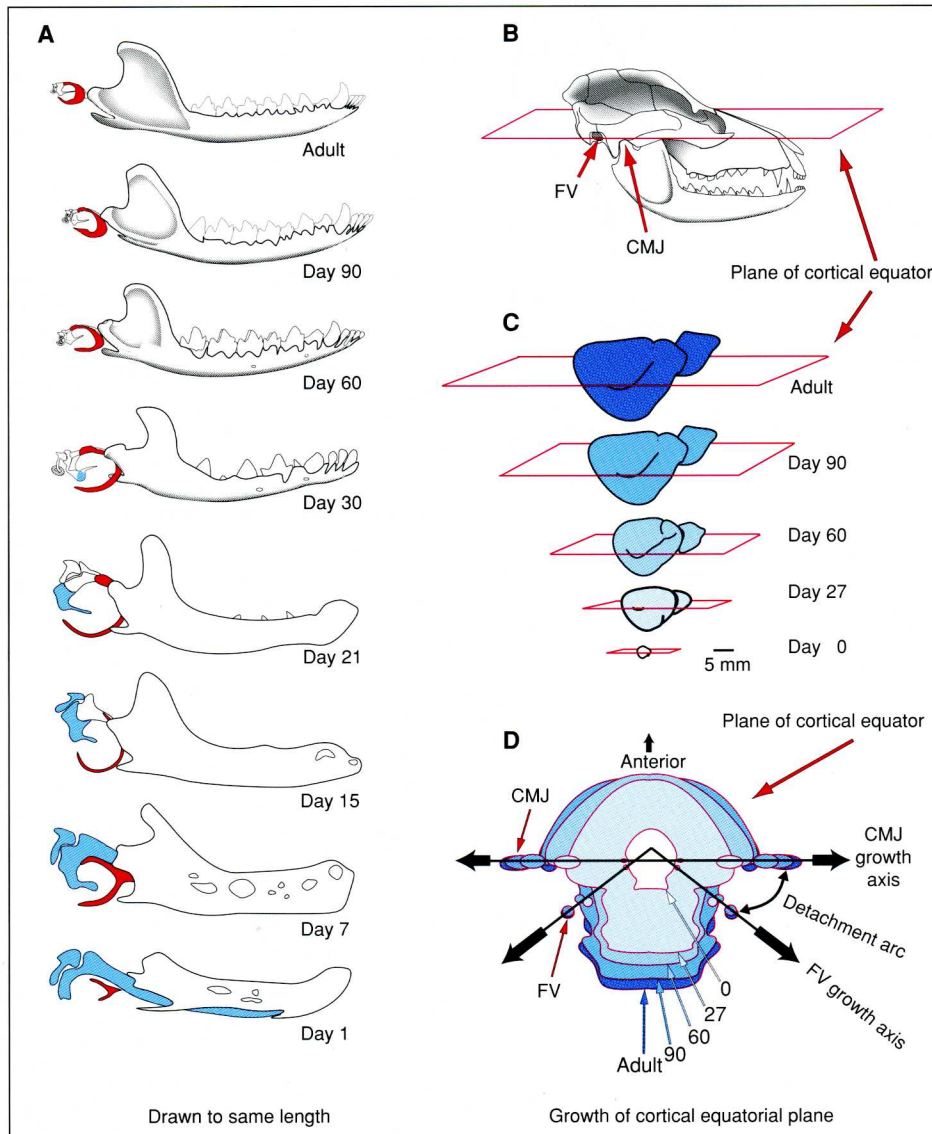 A
Adult
Day 90
Day 60
Day 30
Day 21
Day 15
Day 7
Day 1
Drawn to same length
B
FV
CMJ
Plane of cortical equator
C
Adult
Day 90
Day 60
Day 27
Day 0
5 mm
D
Anterior
Plane of cortical equator
CMJ
CMJ
growth
axis
Detachment arc
FV growth axis
FV
0
27
60
90
Adult
Growth of cortical equatorial plane